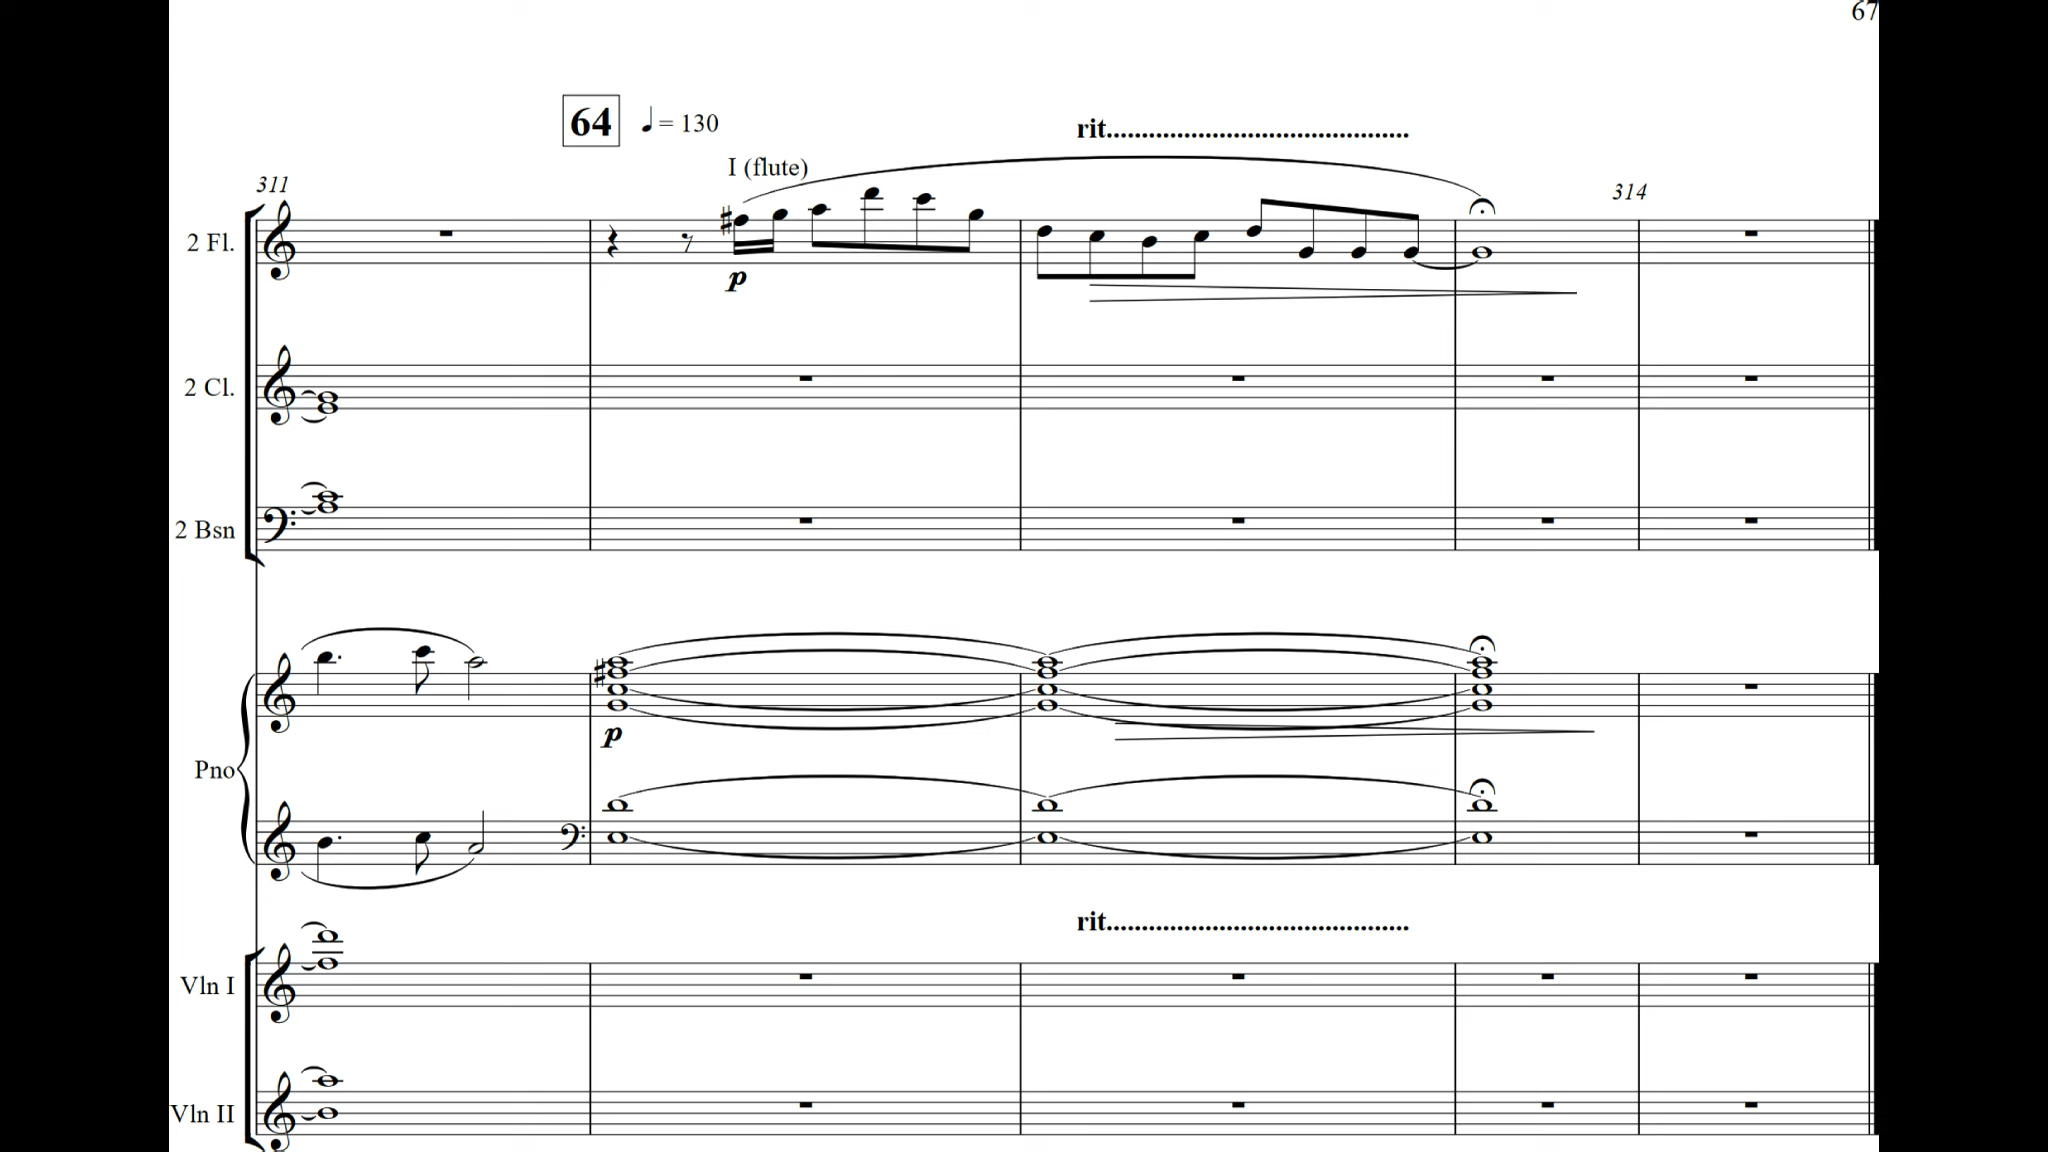 67
64 ♩ = 130
rit...........................................
I (flute)
311
314
2 Fl.
p
2 Cl.
2 Bsn
p
Pno
rit...........................................
Vln I
Vln II